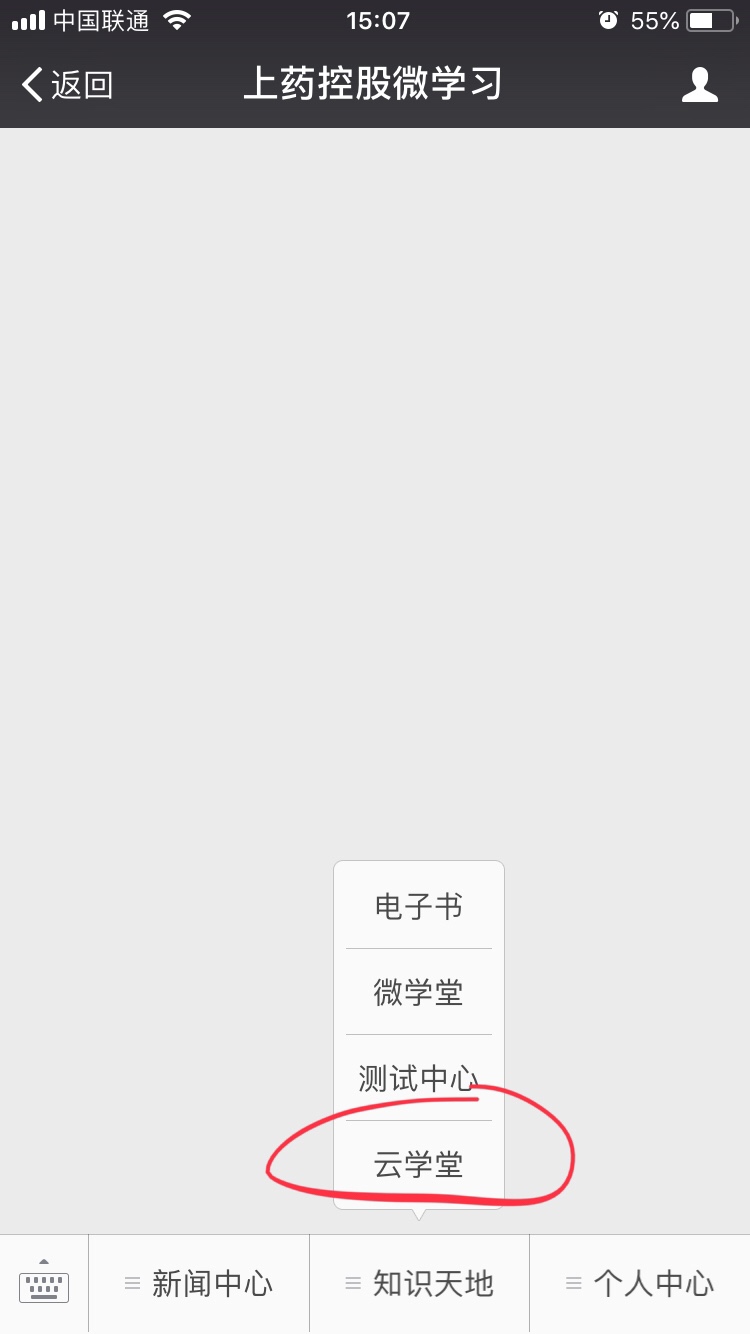 中国联通 15:07 55%
返回 上药控股微学习
电子书
微学堂
测试中心
云学堂
新闻中心 知识天地 个人中心